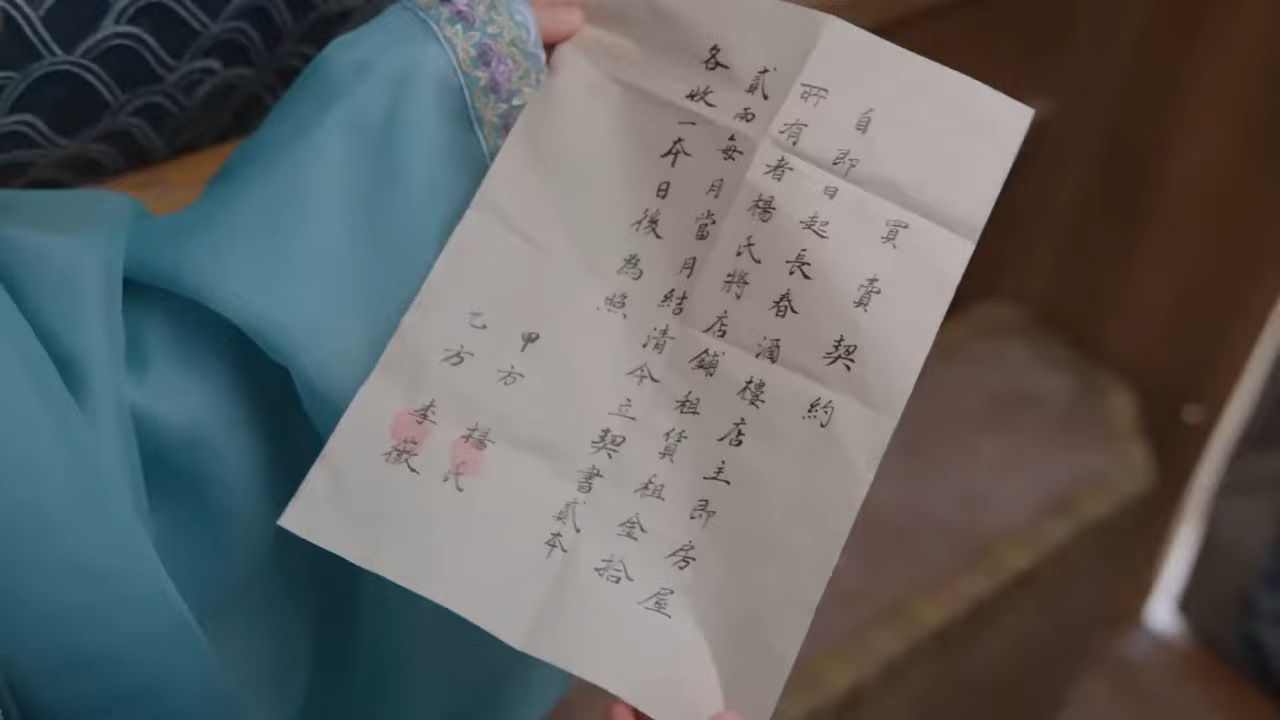 買賣契約
自即日起長春酒樓店主即房屋
所有者楊氏將店鋪租賃租金拾
貳兩每月當月結清今立契書貳本
各收一本日後為照
甲方 楊氏
乙方 李薇